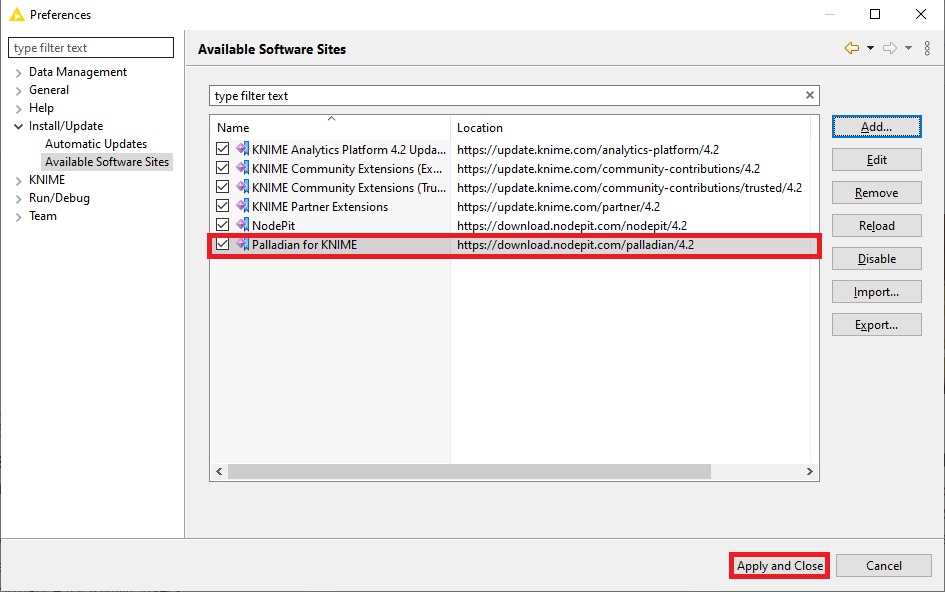 Preferences
type filter text
Data Management
General
Help
Install/Update
Automatic Updates
Available Software Sites
KNIME
Run/Debug
Team
Available Software Sites
type filter text
Name Location
KNIME Analytics Platform 4.2 Upda... https://update.knime.com/analytics-platform/4.2
KNIME Community Extensions (Ex... https://update.knime.com/community-contributions/4.2
KNIME Community Extensions (Tru... https://update.knime.com/community-contributions/trusted/4.2
KNIME Partner Extensions https://update.knime.com/partner/4.2
NodePit https://download.nodepit.com/nodepit/4.2
Palladian for KNIME https://download.nodepit.com/palladian/4.2
Add...
Edit
Remove
Reload
Disable
Import...
Export...
Apply and Close Cancel